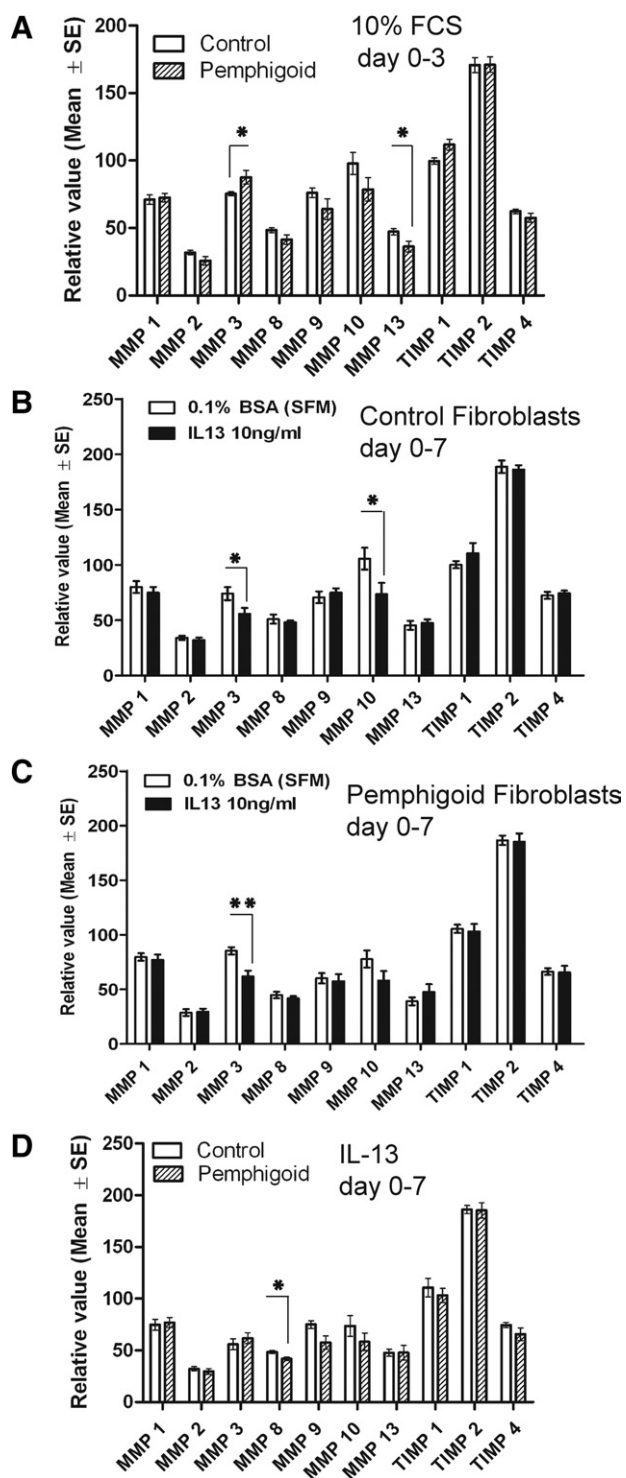 A
Control
Pemphigoid
10% FCS
day 0-3
Relative value (Mean ± SE)
200
150
100
50
0
*
*
MMP 1
MMP 2
MMP 3
MMP 8
MMP 9
MMP 10
MMP 13
TIMP 1
TIMP 2
TIMP 4
B
0.1% BSA (SFM)
IL13 10ng/ml
Control Fibroblasts
day 0-7
Relative value (Mean ± SE)
250
200
150
100
50
0
*
*
MMP 1
MMP 2
MMP 3
MMP 8
MMP 9
MMP 10
MMP 13
TIMP 1
TIMP 2
TIMP 4
C
0.1% BSA (SFM)
IL13 10ng/ml
Pemphigoid Fibroblasts
day 0-7
Relative value (Mean ± SE)
250
200
150
100
50
0
**
MMP 1
MMP 2
MMP 3
MMP 8
MMP 9
MMP 10
MMP 13
TIMP 1
TIMP 2
TIMP 4
D
Control
Pemphigoid
IL-13
day 0-7
Relative value (Mean ± SE)
250
200
150
100
50
0
*
MMP 1
MMP 2
MMP 3
MMP 8
MMP 9
MMP 10
MMP 13
TIMP 1
TIMP 2
TIMP 4